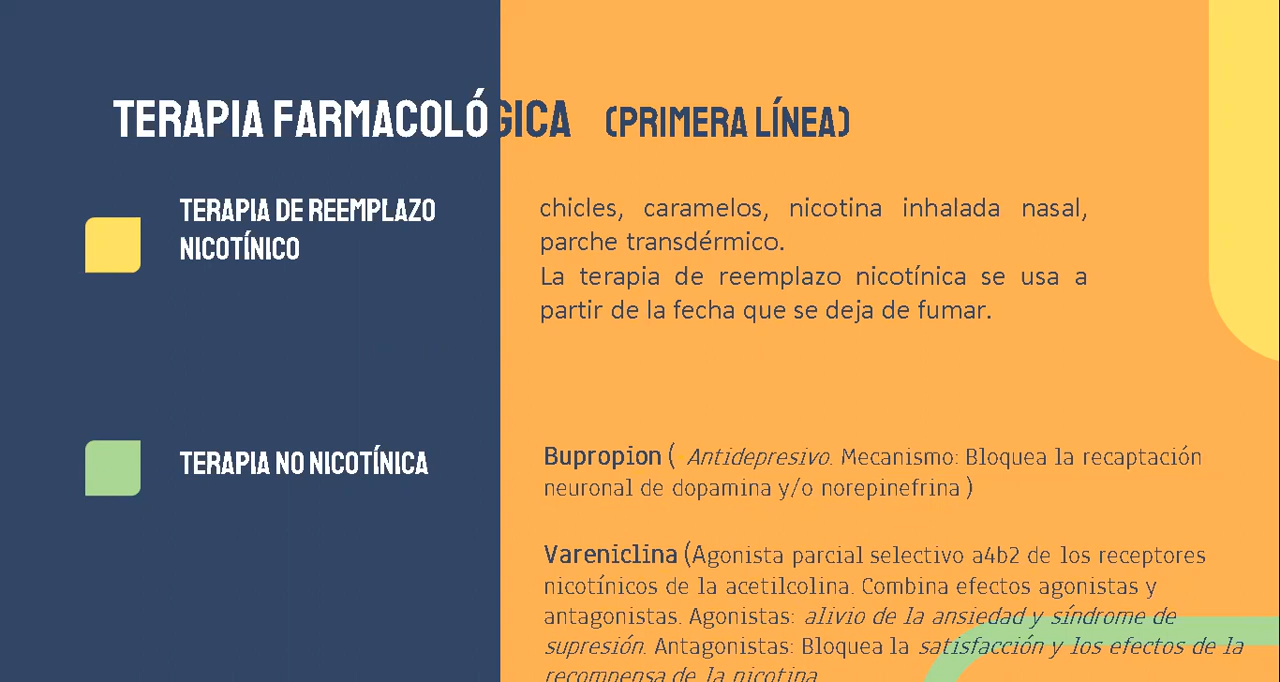 TERAPIA FARMACOLÓGICA (PRIMERA LÍNEA)
TERAPIA DE REEMPLAZO
NICOTÍNICO
chicles, caramelos, nicotina inhalada nasal,
parche transdérmico.
La terapia de reemplazo nicotínica se usa a
partir de la fecha que se deja de fumar.
TERAPIA NO NICOTÍNICA
Bupropion ( Antidepresivo. Mecanismo: Bloquea la recaptación
neuronal de dopamina y/o norepinefrina )
Vareniclina (Agonista parcial selectivo a4b2 de los receptores
nicotínicos de la acetilcolina. Combina efectos agonistas y
antagonistas. Agonistas: alivio de la ansiedad y síndrome de
supresión. Antagonistas: Bloquea la satisfacción y los efectos de la
recompensa de la nicotina